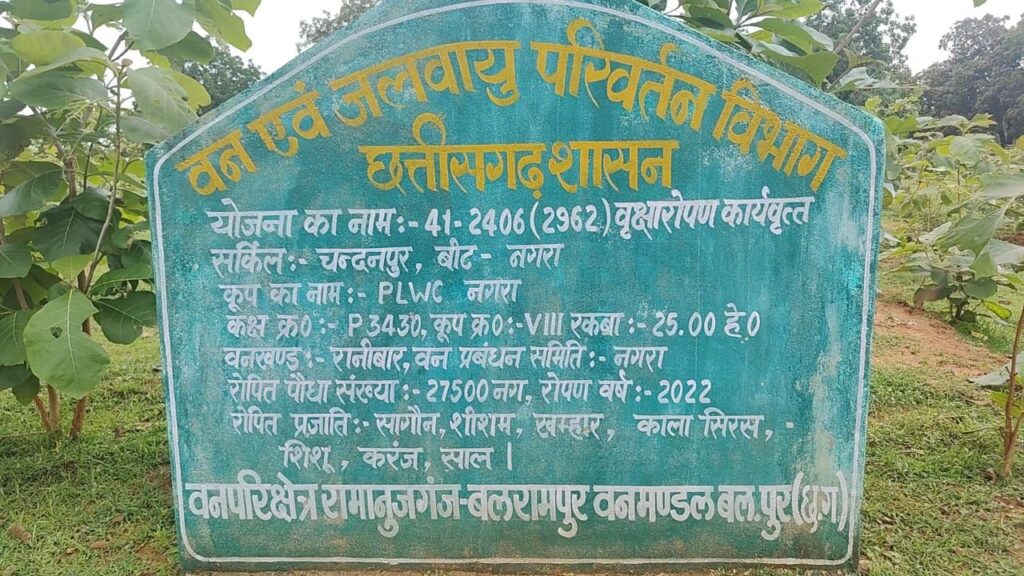 वन एवं जलवायु परिवर्तन विभाग
छत्तीसगढ़ शासन
योजना का नाम :- 41-2406 (2962) वृक्षारोपण कार्यवृत्त
सर्किल :- चन्दनपुर, बीट - नगरा
कूप का नाम :- PLWC नगरा
कक्ष क्र0 :- P3430, कूप क्र0 :- VIII रकबा :- 25.00 हे0
वनखण्ड :- रानीबार, वन प्रबंधन समिति :- नगरा
रोपित पौधा संख्या :- 27500 नग, रोपण वर्ष :- 2022
रोपित प्रजाति :- सागौन, शीशम, खम्हार, काला सिरस, -
शिशू, करंज, साल |
वनपरिक्षेत्र रामानुजगंज-बलरामपुर वनमण्डल बल.पुर (छ.ग)